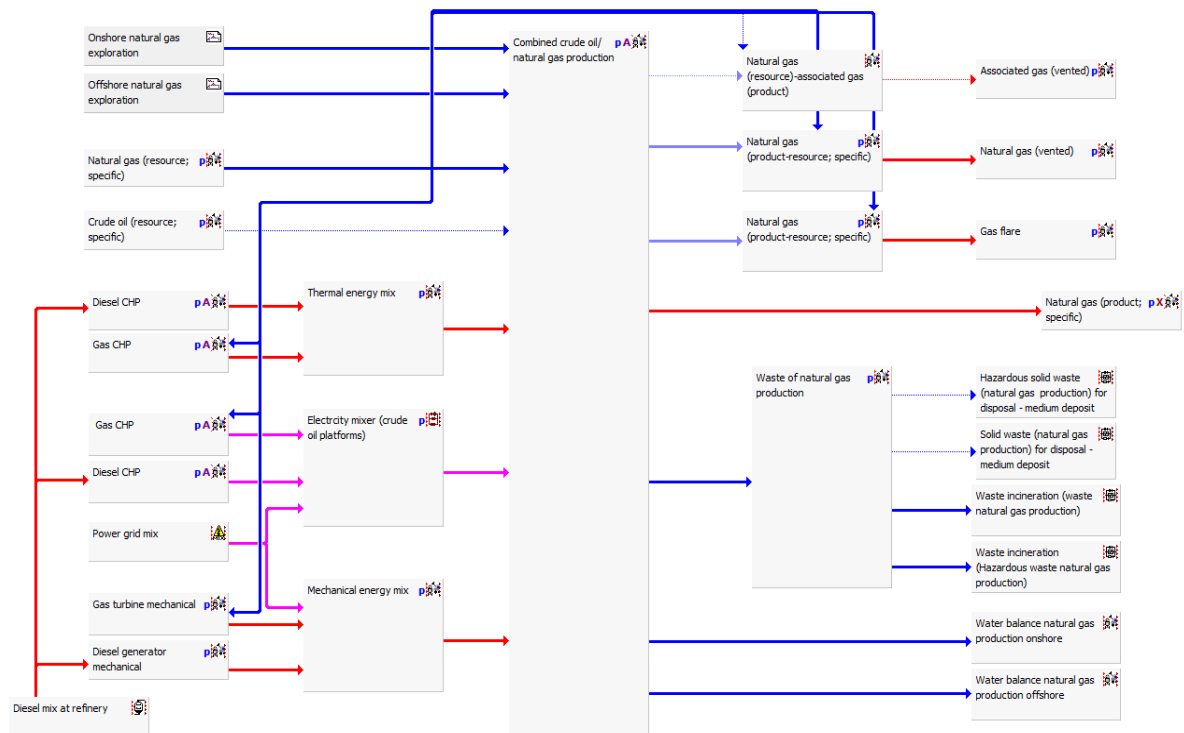 Onshore natural gas
exploration
Offshore natural gas
exploration
Natural gas (resource;
specific)
p
Crude oil (resource;
specific)
p
Diesel CHP
p A
Gas CHP
p A
Gas CHP
p A
Diesel CHP
p A
Power grid mix
Gas turbine mechanical
p
Diesel generator
mechanical
p
Diesel mix at refinery
Thermal energy mix
p
Electrcity mixer (crude
oil platforms)
p
Mechanical energy mix
p
Combined crude oil/
natural gas production
p A
Natural gas
(resource)-associated gas
(product)
Natural gas
(product-resource; specific)
p
Natural gas
(product-resource; specific)
p
Associated gas (vented)
p
Natural gas (vented)
p
Gas flare
p
Natural gas (product;
specific)
p X
Waste of natural gas
production
p
Hazardous solid waste
(natural gas production) for
disposal - medium deposit
Solid waste (natural gas
production) for disposal -
medium deposit
Waste incineration (waste
natural gas production)
Waste incineration
(Hazardous waste natural gas
production)
Water balance natural gas
production onshore
Water balance natural gas
production offshore